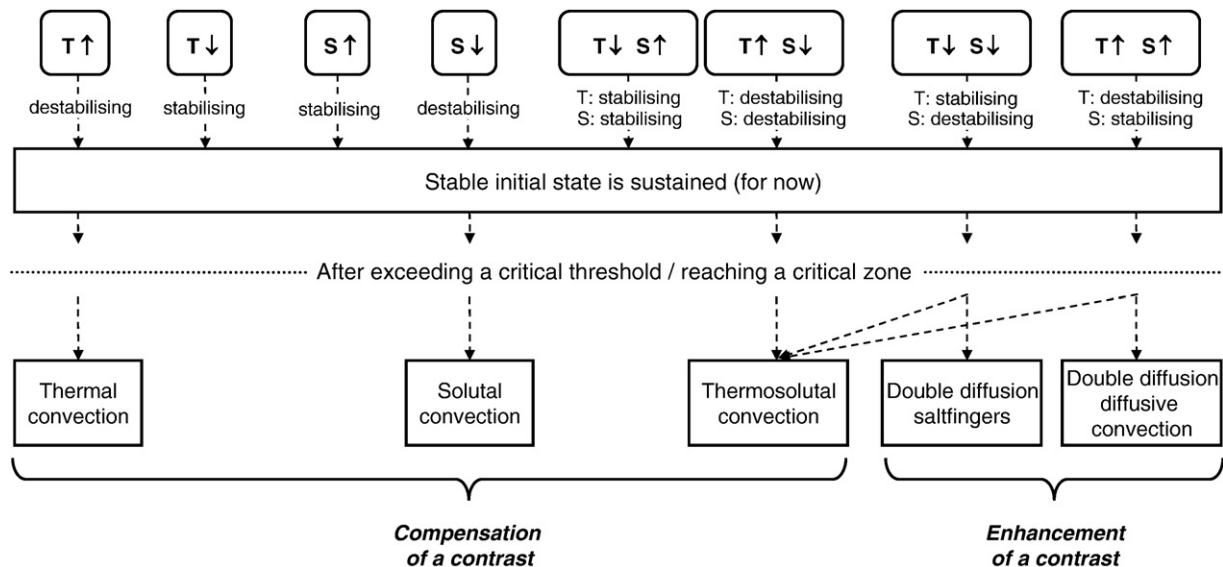 T↑ T↓ S↑ S↓ T↓ S↑ T↑ S↓ T↓ S↓ T↑ S↑
destabilising stabilising stabilising destabilising T: stabilising T: destabilising T: stabilising T: destabilising
S: stabilising S: destabilising S: destabilising S: stabilising
Stable initial state is sustained (for now)
After exceeding a critical threshold / reaching a critical zone
Thermal
convection
Solutal
convection
Thermosolutal
convection
Double diffusion
saltfingers
Double diffusion
diffusive
convection
Compensation
of a contrast
Enhancement
of a contrast